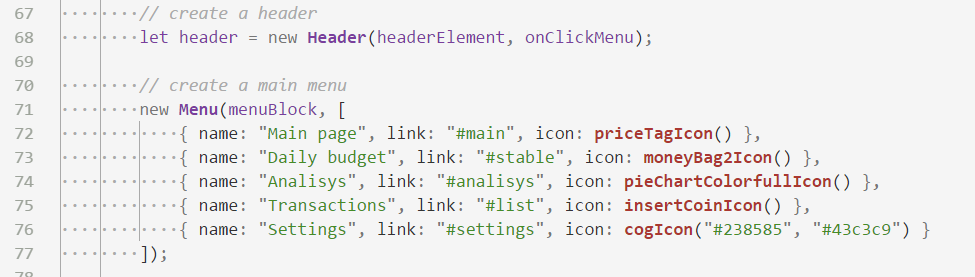 67 // create a header
68 let header = new Header(headerElement, onClickMenu);
69
70 // create a main menu
71 new Menu(menuBlock, [
72 { name: "Main page", link: "#main", icon: priceTagIcon() },
73 { name: "Daily budget", link: "#stable", icon: moneyBag2Icon() },
74 { name: "Analisys", link: "#analisys", icon: pieChartColorfullIcon() },
75 { name: "Transactions", link: "#list", icon: insertCoinIcon() },
76 { name: "Settings", link: "#settings", icon: cogIcon("#238585", "#43c3c9") }
77 ]);
78